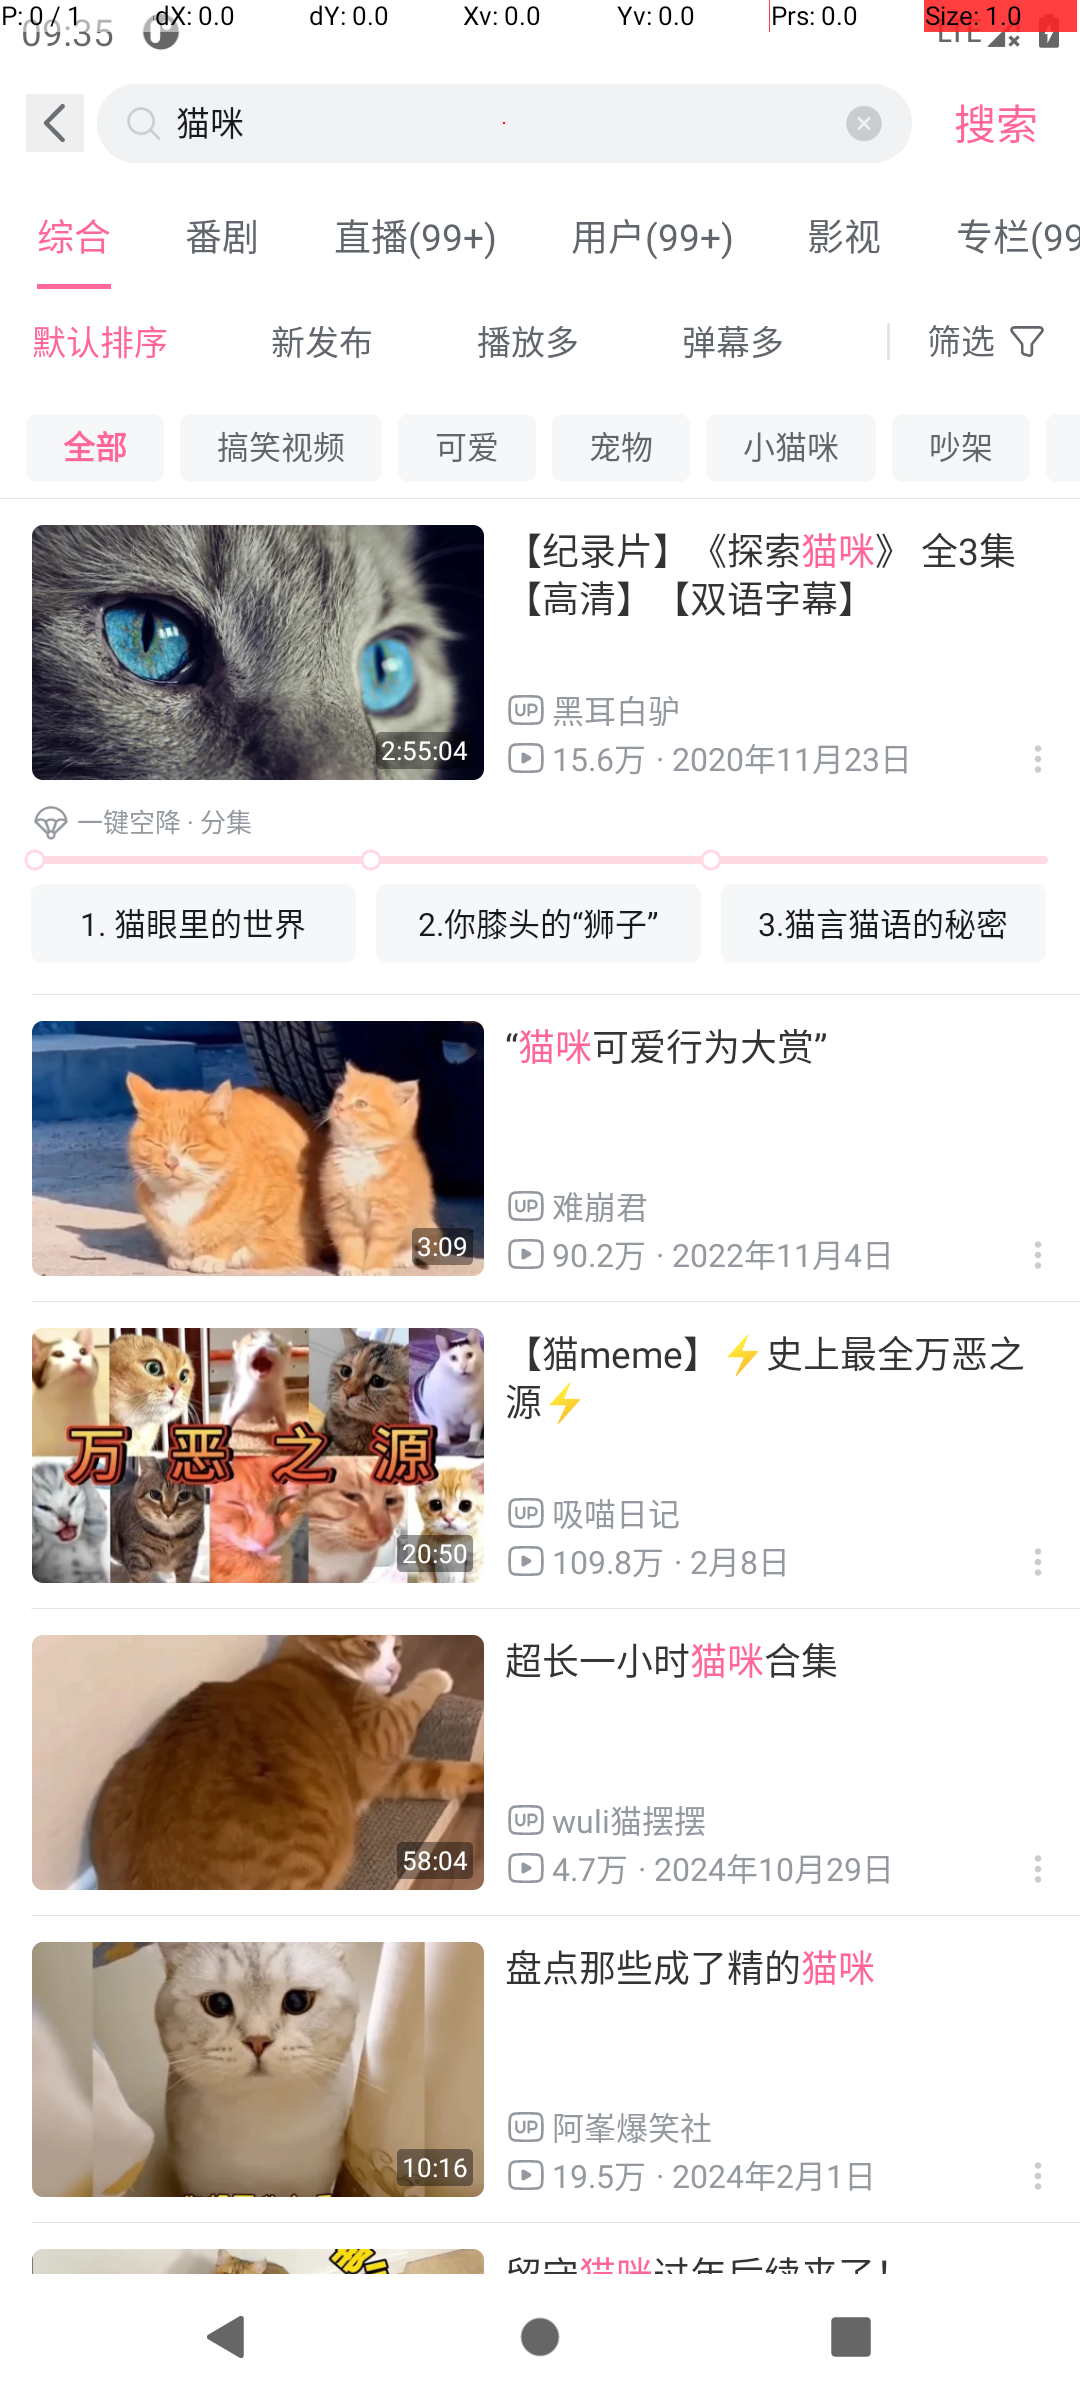 P: 0 / 1 dX: 0.0 dY: 0.0 Xv: 0.0 Yv: 0.0 Prs: 0.0 Size: 1.0
09:35 LTE
猫咪 搜索
综合 番剧 直播(99+) 用户(99+) 影视 专栏(99
默认排序 新发布 播放多 弹幕多 筛选
全部 搞笑视频 可爱 宠物 小猫咪 吵架
【纪录片】《探索猫咪》 全3集
【高清】【双语字幕】
UP 黑耳白驴
2:55:04
15.6万 · 2020年11月23日
一键空降 · 分集
1. 猫眼里的世界 2.你膝头的“狮子” 3.猫言猫语的秘密
“猫咪可爱行为大赏”
UP 难崩君
3:09
90.2万 · 2022年11月4日
【猫meme】⚡史上最全万恶之
源⚡
万恶之源
UP 吸喵日记
20:50
109.8万 · 2月8日
超长一小时猫咪合集
UP wuli猫摆摆
58:04
4.7万 · 2024年10月29日
盘点那些成了精的猫咪
UP 阿峯爆笑社
10:16
19.5万 · 2024年2月1日
留守猫咪过年后续来了!